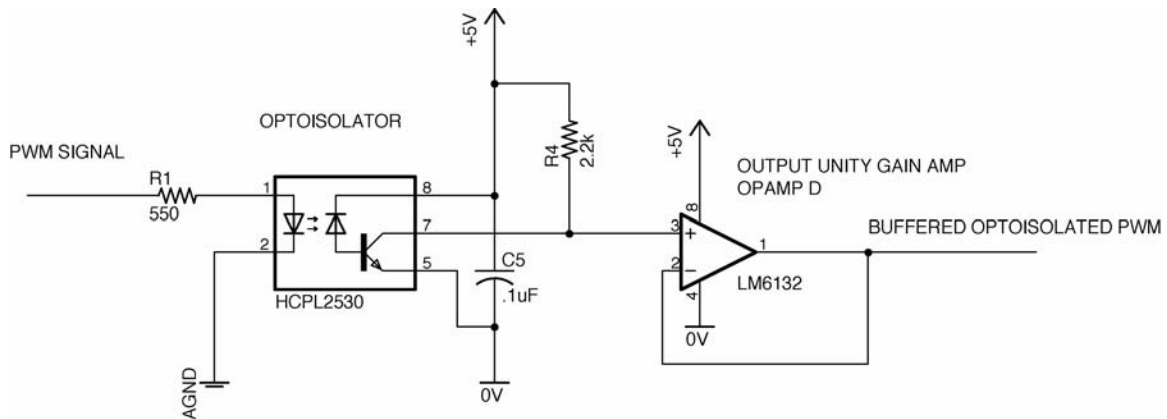 +5V
OPTOISOLATOR
PWM SIGNAL
R1
550
1
2
8
7
5
HCPL2530
AGND
C5
.1uF
0V
R4
2.2k
+5V
OUTPUT UNITY GAIN AMP
OPAMP D
8
3
+
2
−
1
4
LM6132
0V
BUFFERED OPTOISOLATED PWM